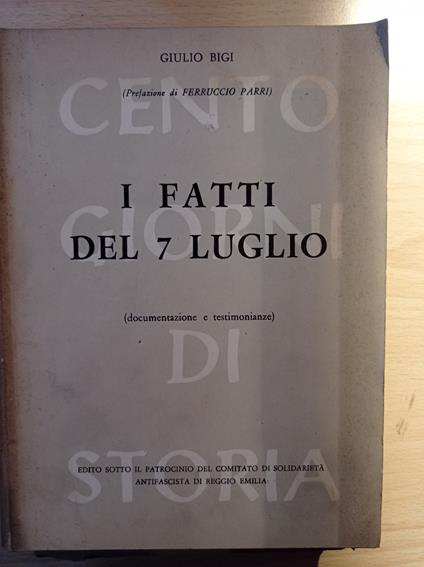 GIULIO BIGI
(Prefazione di FERRUCCIO PARRI)
CENTO
I FATTI
GIORNI
DEL 7 LUGLIO
(documentazione e testimonianze)
DI
STORIA
EDITO SOTTO IL PATROCINIO DEL COMITATO DI SOLIDARIETÀ
ANTIFASCISTA DI REGGIO EMILIA